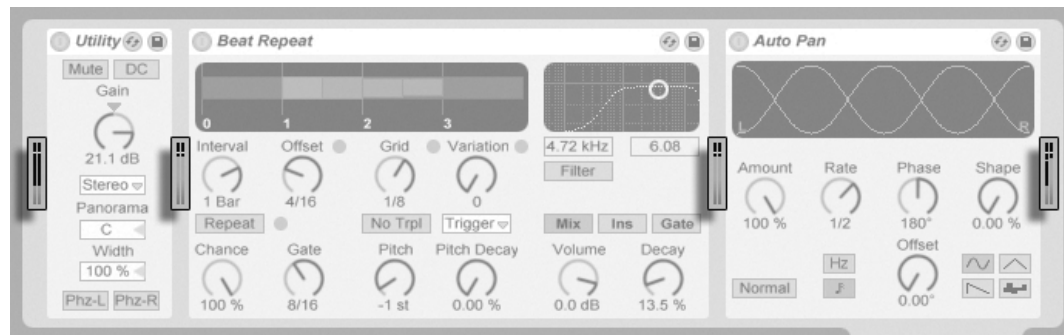 Utility
Mute DC
Gain
21.1 dB
Stereo
Panorama
C
Width
100 %
Phz-L Phz-R
Beat Repeat
0 1 2 3
Interval Offset Grid Variation
1 Bar 4/16 1/8 0
Repeat No Trpl Trigger
Chance Gate Pitch Pitch Decay
100 % 8/16 -1 st 0.00 %
4.72 kHz 6.08
Filter
Mix Ins Gate
Volume Decay
0.0 dB 13.5 %
Auto Pan
L R
Amount Rate Phase Shape
100 % 1/2 180° 0.00 %
Offset
Hz
Normal
0.00°